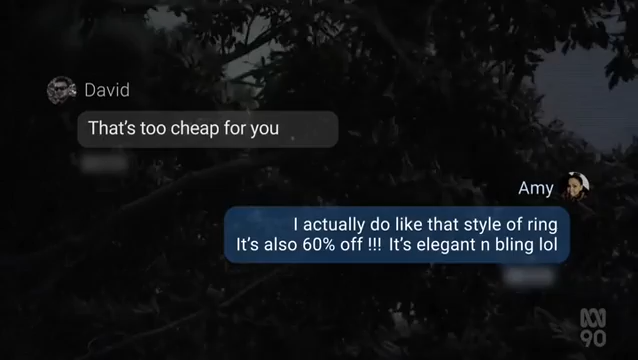 David
That's too cheap for you
Amy
I actually do like that style of ring
It's also 60% off !!! It's elegant n bling lol
90